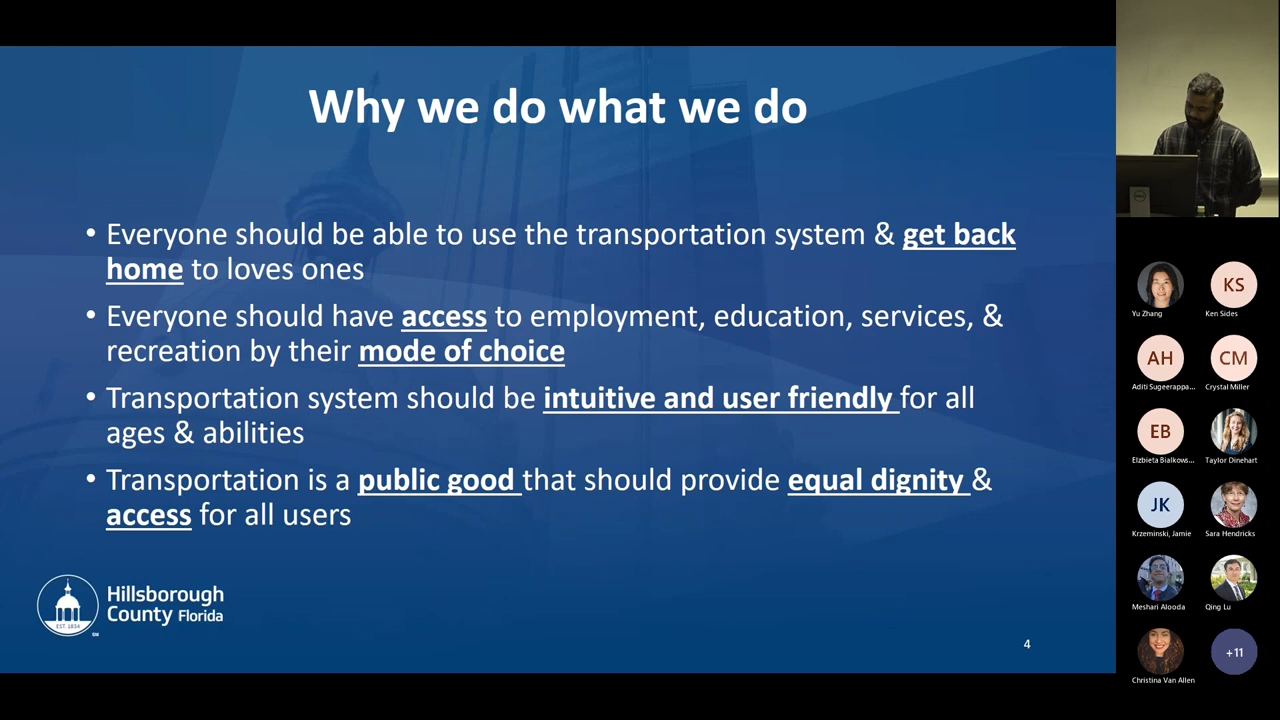 Why we do what we do
• Everyone should be able to use the transportation system & get back
home to loves ones
• Everyone should have access to employment, education, services, &
recreation by their mode of choice
• Transportation system should be intuitive and user friendly for all
ages & abilities
• Transportation is a public good that should provide equal dignity &
access for all users
Hillsborough
County Florida
EST. 1834
SM
4
Yu Zhang
KS
Ken Sides
AH
Aditi Sugeerappa...
CM
Crystal Miller
EB
Elzbieta Bialkows...
Taylor Dinehart
JK
Krzeminski, Jamie
Sara Hendricks
Meshari Alooda
Qing Lu
Christina Van Allen
+11